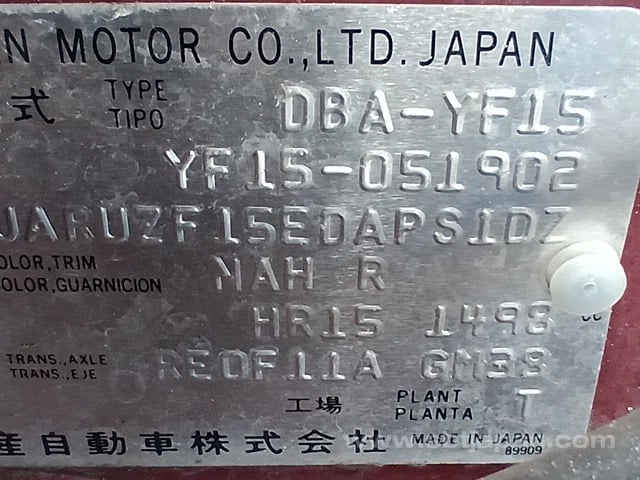 N MOTOR CO.,LTD. JAPAN
式 TYPE TIPO DBA-YF15
YF15-051902
JARUZF15EDAPS1DZ
OLOR,TRIM
OLOR,GUARNICION NAH R
HR15 1498 cc
TRANS.,AXLE
TRANS.,EJE RE0F11A GM38
工場 PLANT PLANTA T
産自動車株式会社 MADE IN JAPAN
89909